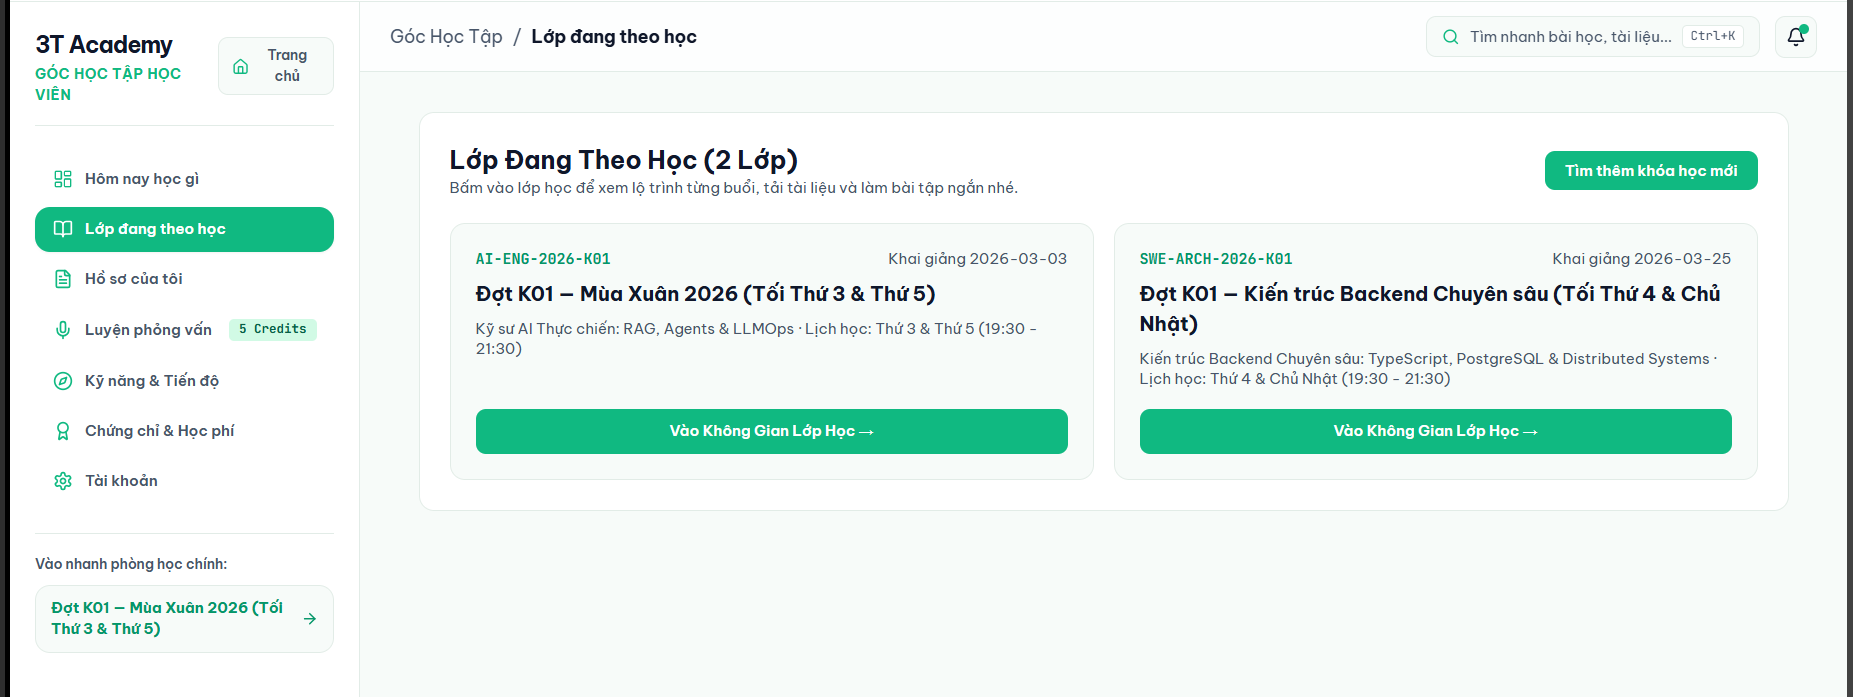 3T Academy
GÓC HỌC TẬP HỌC
VIÊN
Trang
chủ
Hôm nay học gì
Lớp đang theo học
Hồ sơ của tôi
Luyện phỏng vấn
5 Credits
Kỹ năng & Tiến độ
Chứng chỉ & Học phí
Tài khoản
Vào nhanh phòng học chính:
Đợt K01 – Mùa Xuân 2026 (Tối
Thứ 3 & Thứ 5)
→
Góc Học Tập / Lớp đang theo học
Tìm nhanh bài học, tài liệu... Ctrl+K
Lớp Đang Theo Học (2 Lớp)
Bấm vào lớp học để xem lộ trình từng buổi, tải tài liệu và làm bài tập ngắn nhé.
Tìm thêm khóa học mới
AI-ENG-2026-K01 Khai giảng 2026-03-03
Đợt K01 – Mùa Xuân 2026 (Tối Thứ 3 & Thứ 5)
Kỹ sư AI Thực chiến: RAG, Agents & LLMOps · Lịch học: Thứ 3 & Thứ 5 (19:30 -
21:30)
Vào Không Gian Lớp Học →
SWE-ARCH-2026-K01 Khai giảng 2026-03-25
Đợt K01 – Kiến trúc Backend Chuyên sâu (Tối Thứ 4 & Chủ
Nhật)
Kiến trúc Backend Chuyên sâu: TypeScript, PostgreSQL & Distributed Systems ·
Lịch học: Thứ 4 & Chủ Nhật (19:30 - 21:30)
Vào Không Gian Lớp Học →